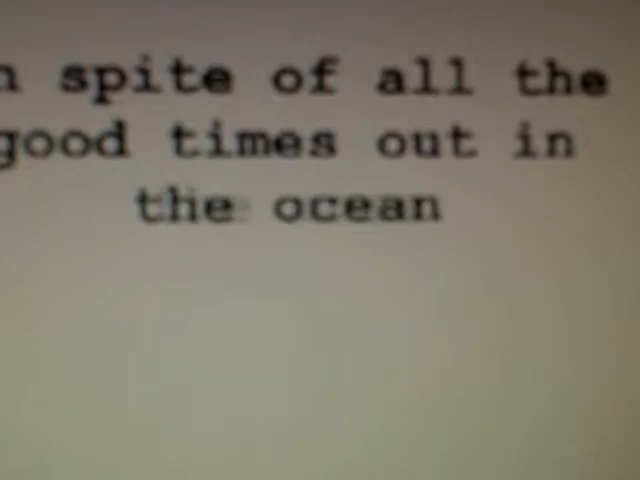 n spite of all the
good times out in
the ocean